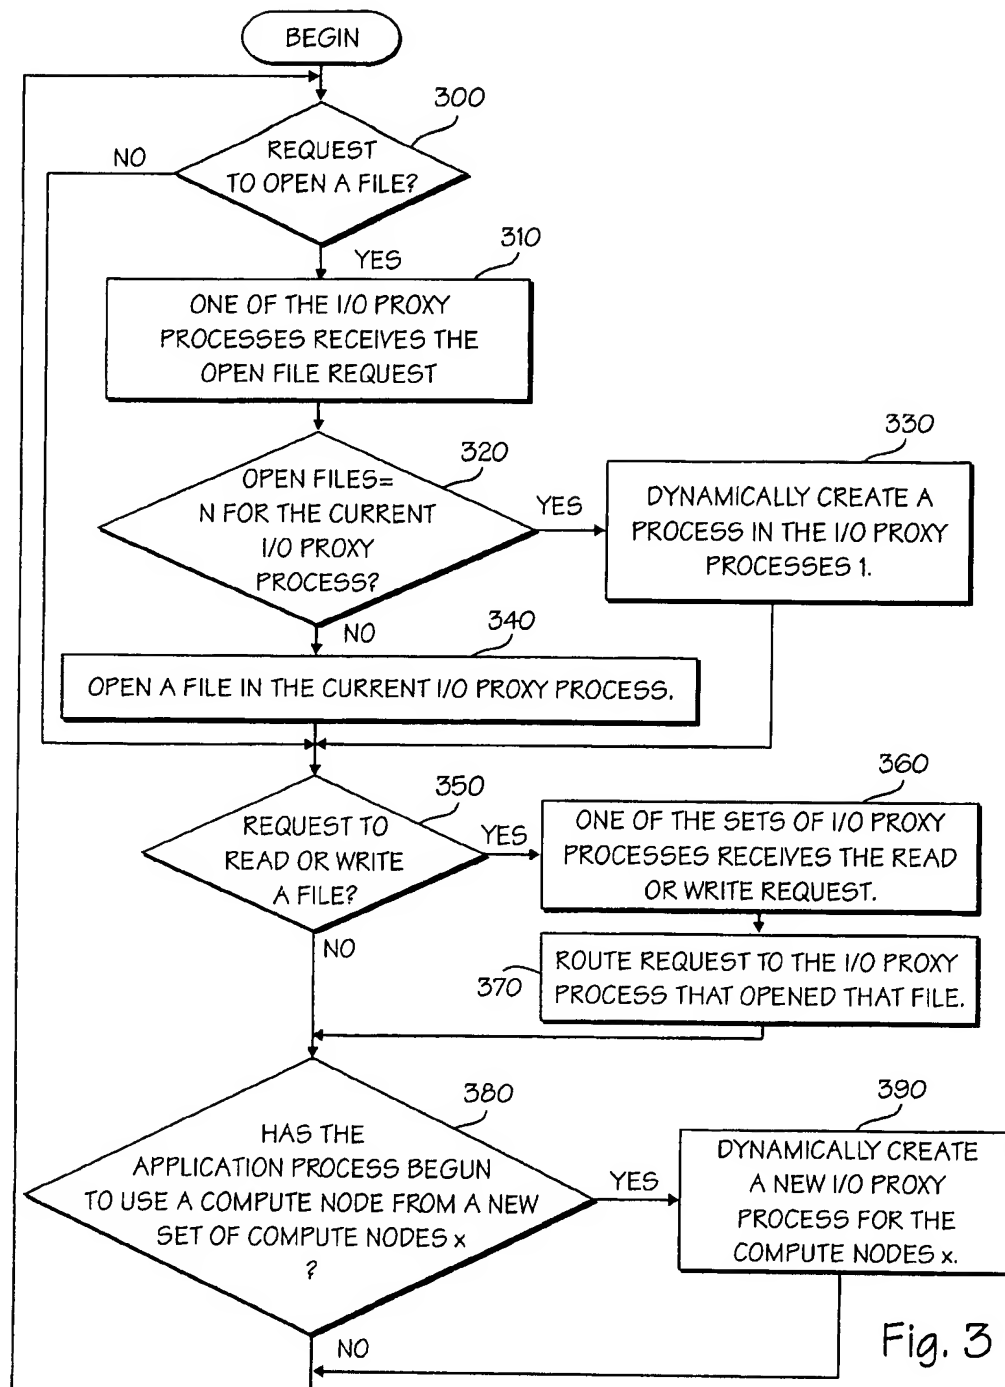 BEGIN
300
REQUEST
TO OPEN A FILE?
NO
YES
310
ONE OF THE I/O PROXY
PROCESSES RECEIVES THE
OPEN FILE REQUEST
320
OPEN FILES=
N FOR THE CURRENT
I/O PROXY
PROCESS?
YES
330
DYNAMICALLY CREATE A
PROCESS IN THE I/O PROXY
PROCESSES 1.
NO
340
OPEN A FILE IN THE CURRENT I/O PROXY PROCESS.
350
REQUEST TO
READ OR WRITE
A FILE?
YES
360
ONE OF THE SETS OF I/O PROXY
PROCESSES RECEIVES THE READ
OR WRITE REQUEST.
NO
370
ROUTE REQUEST TO THE I/O PROXY
PROCESS THAT OPENED THAT FILE.
380
HAS THE
APPLICATION PROCESS BEGUN
TO USE A COMPUTE NODE FROM A NEW
SET OF COMPUTE NODES x
?
YES
390
DYNAMICALLY CREATE
A NEW I/O PROXY
PROCESS FOR THE
COMPUTE NODES x.
NO
Fig. 3